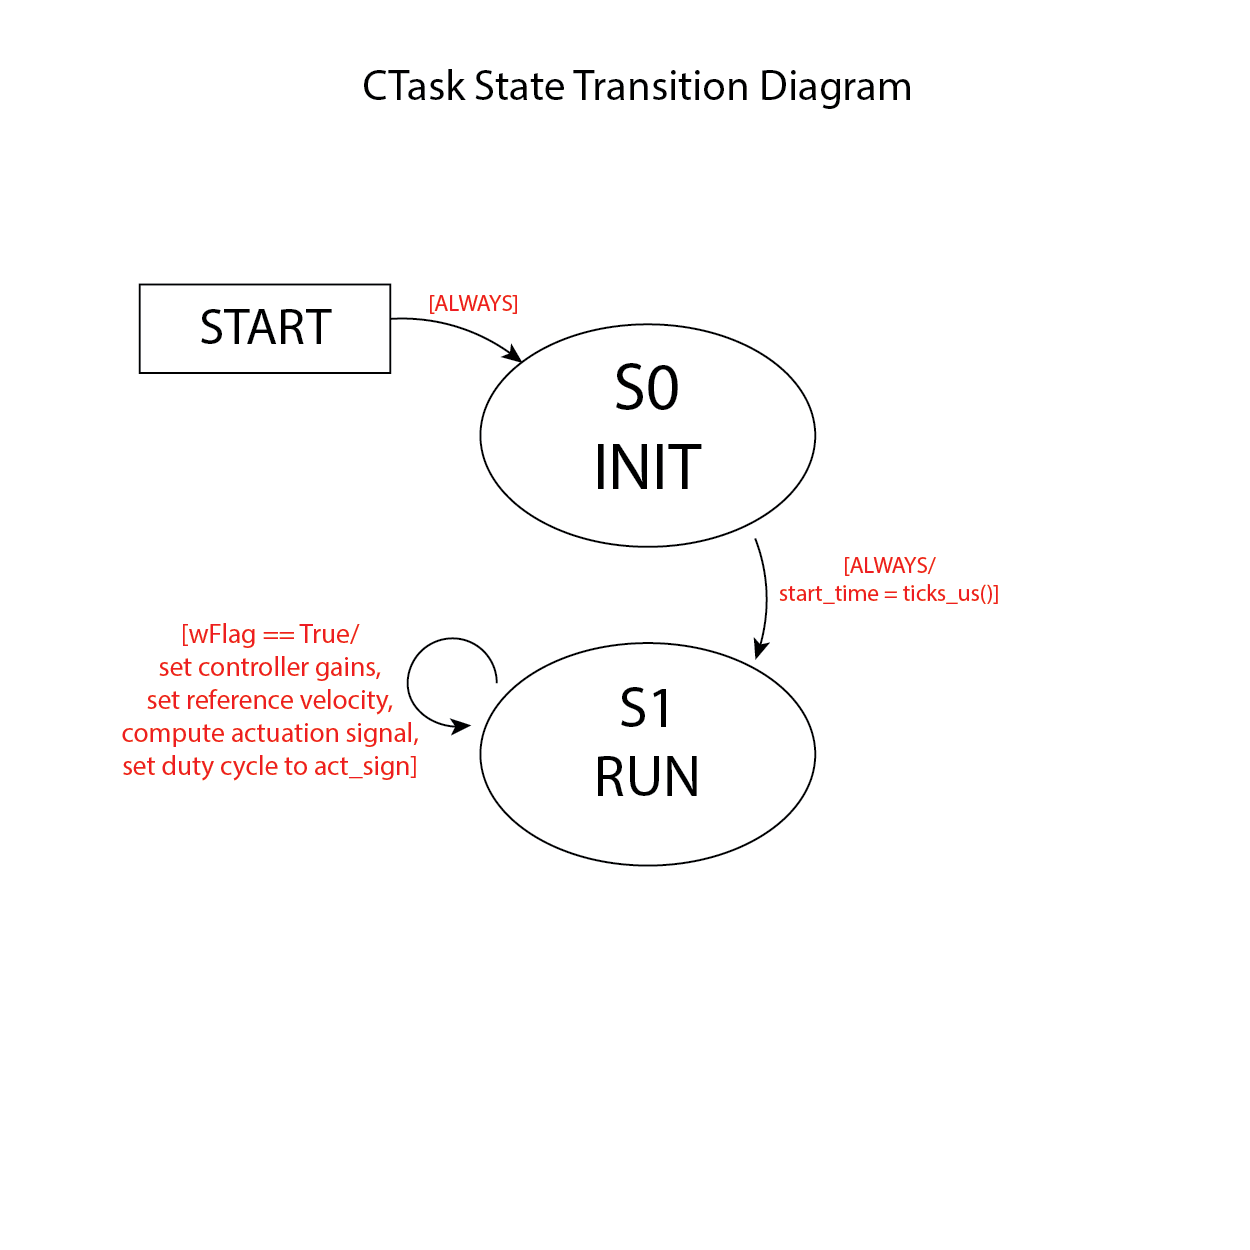 CTask State Transition Diagram
START
[ALWAYS]
S0
INIT
[ALWAYS/
start_time = ticks_us()]
[wFlag == True/
set controller gains,
set reference velocity,
compute actuation signal,
set duty cycle to act_sign]
S1
RUN